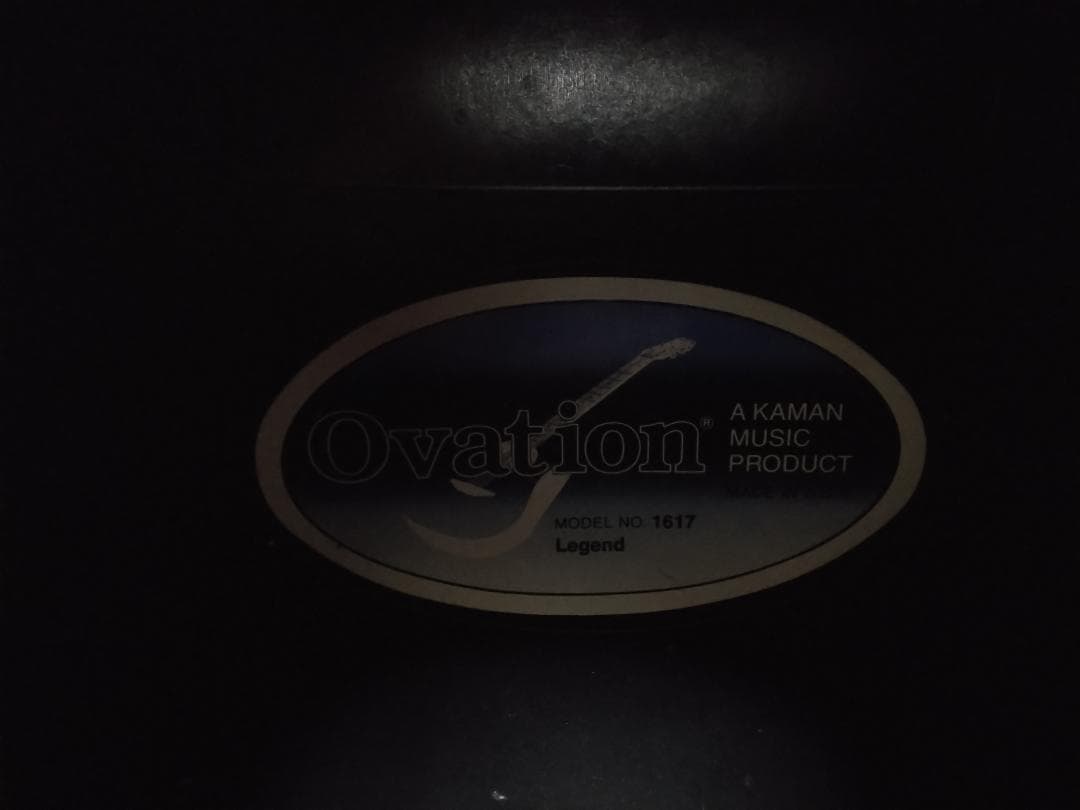 Ovation®
A KAMAN
MUSIC
PRODUCT
MODEL NO. 1617
Legend